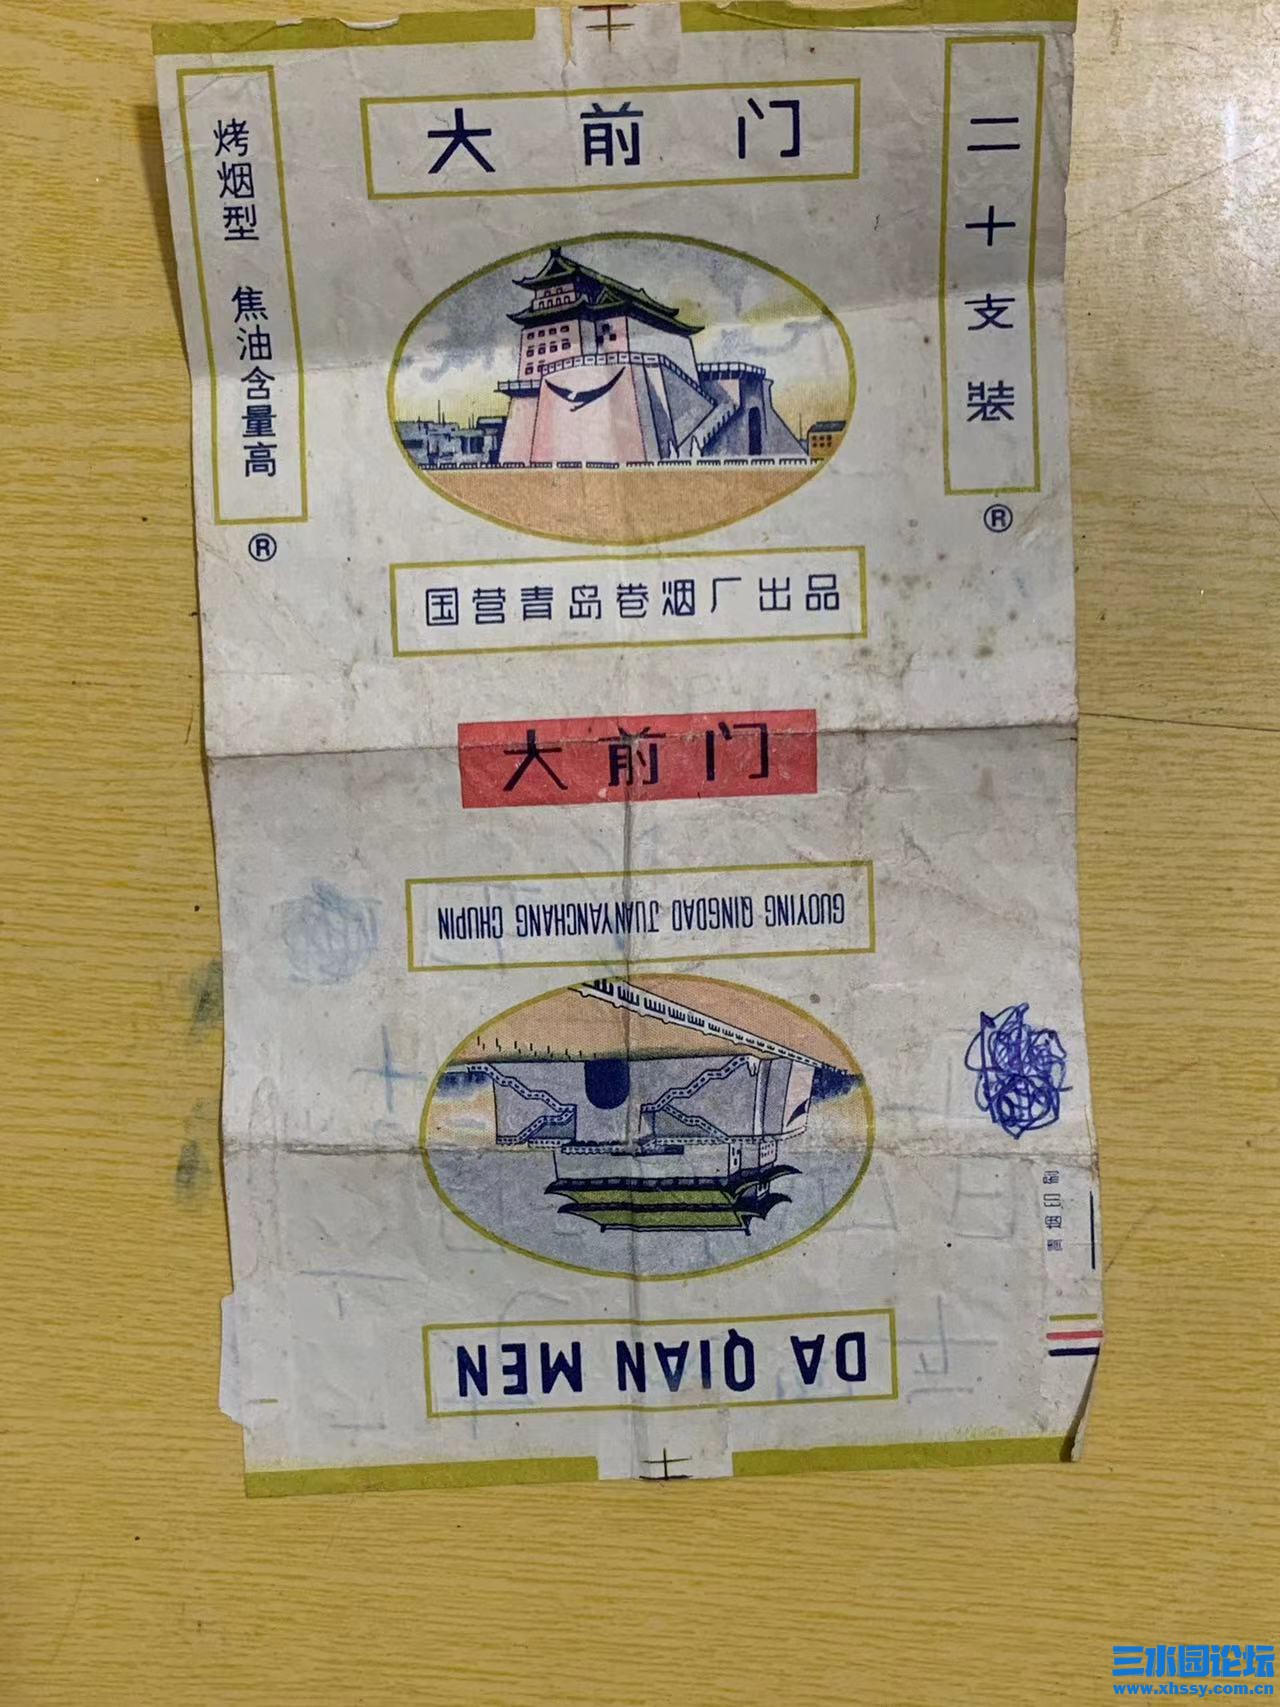 大前门
二十支装
®
烤烟型 焦油含量高
®
国营青岛卷烟厂出品
大前门
GUOYING QINGDAO JUANYANCHANG CHUPIN
DA QIAN MEN
三水园论坛
www.xhssy.com.cn